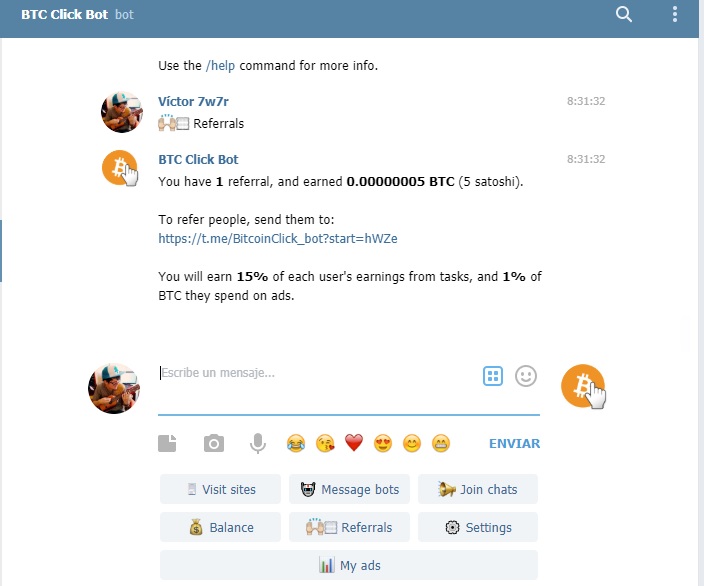 BTC Click Bot bot
Use the /help command for more info.
Víctor 7w7r 8:31:32
🙌🏻 Referrals
BTC Click Bot 8:31:32
You have 1 referral, and earned 0.00000005 BTC (5 satoshi).
To refer people, send them to:
https://t.me/BitcoinClick_bot?start=hWZe
You will earn 15% of each user's earnings from tasks, and 1% of
BTC they spend on ads.
Escribe un mensaje...
ENVIAR
Visit sites Message bots Join chats
Balance Referrals Settings
My ads